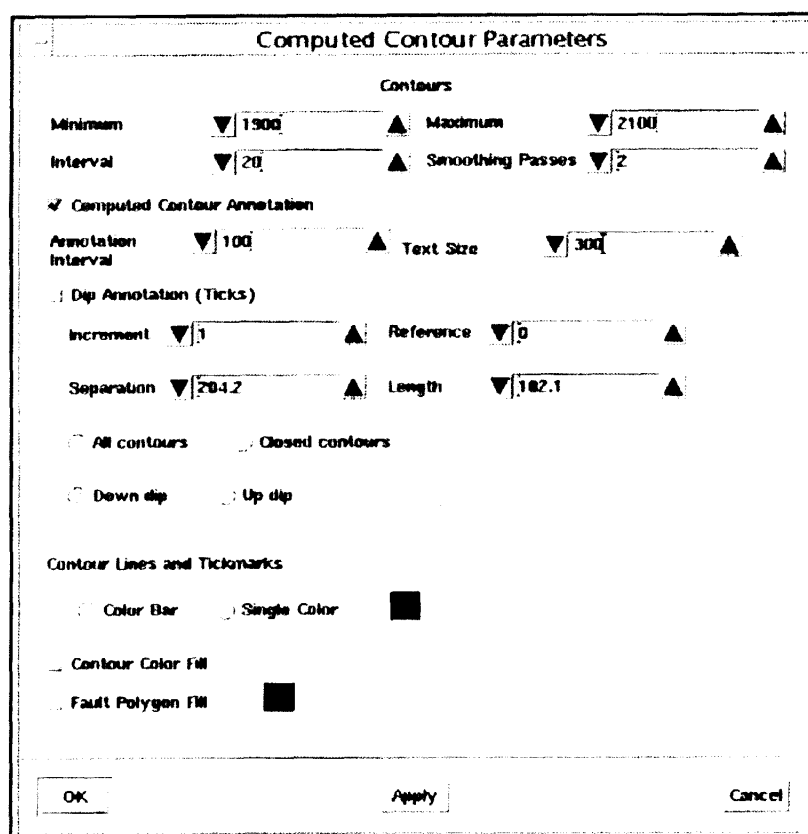 Computed Contour Parameters
Contours
Minimum 1900 Maximum 2100
Interval 20 Smoothing Passes 2
Computed Contour Annotation
Annotation Interval 100 Text Size 300
Dip Annotation (Ticks)
Increment 1 Reference 0
Separation 204.2 Length 102.1
All contours Closed contours
Down dip Up dip
Contour Lines and Tickmarks
Color Bar Single Color
Contour Color Fill
Fault Polygon Fill
OK Apply Cancel